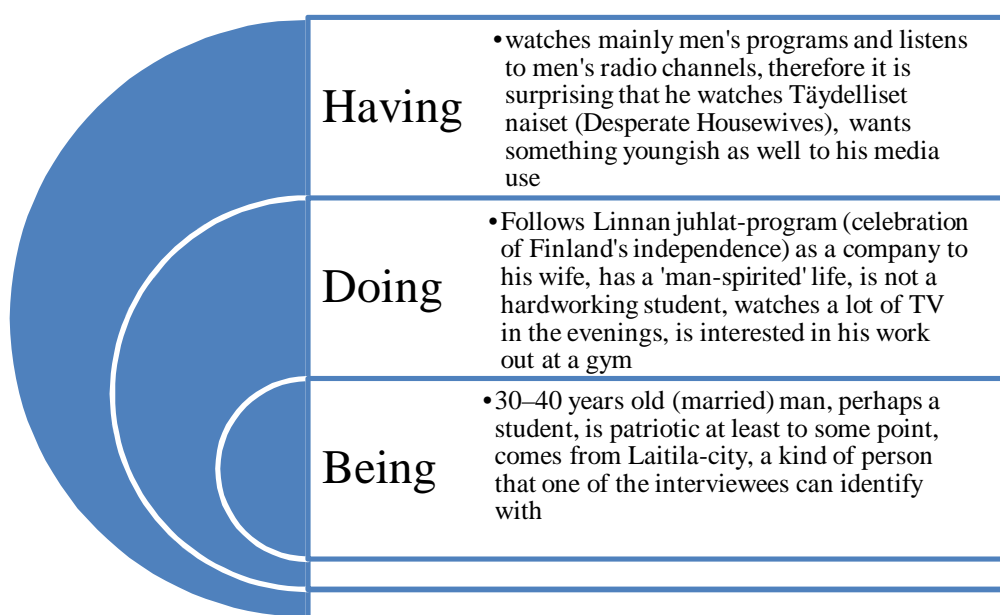 Having
•watches mainly men's programs and listens
to men's radio channels, therefore it is
surprising that he watches Täydelliset
naiset (Desperate Housewives), wants
something youngish as well to his media
use
Doing
•Follows Linnan juhlat-program (celebration
of Finland's independence) as a company to
his wife, has a 'man-spirited' life, is not a
hardworking student, watches a lot of TV
in the evenings, is interested in his work
out at a gym
Being
•30–40 years old (married) man, perhaps a
student, is patriotic at least to some point,
comes from Laitila-city, a kind of person
that one of the interviewees can identify
with